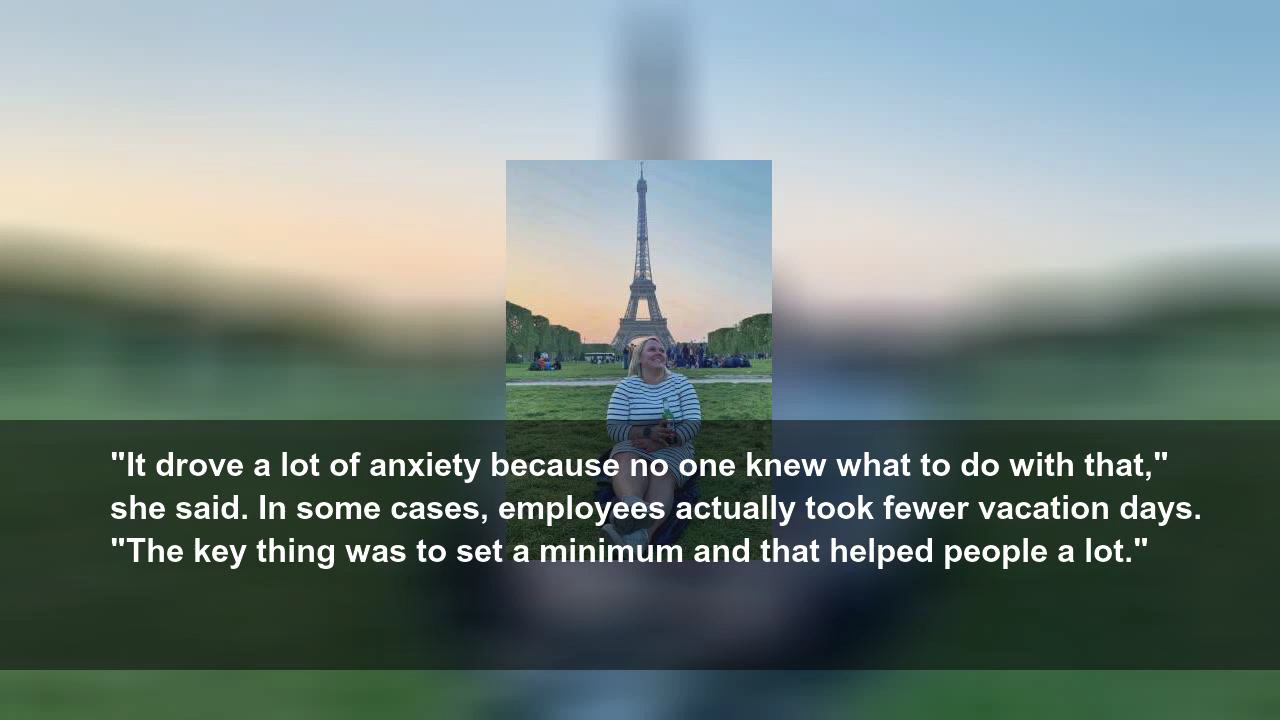 "It drove a lot of anxiety because no one knew what to do with that,"
she said. In some cases, employees actually took fewer vacation days.
"The key thing was to set a minimum and that helped people a lot."